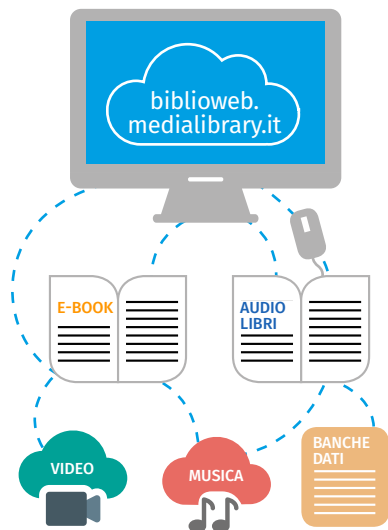 biblioweb.
medialibrary.it
E-BOOK
AUDIO
LIBRI
VIDEO
MUSICA
BANCHE
DATI